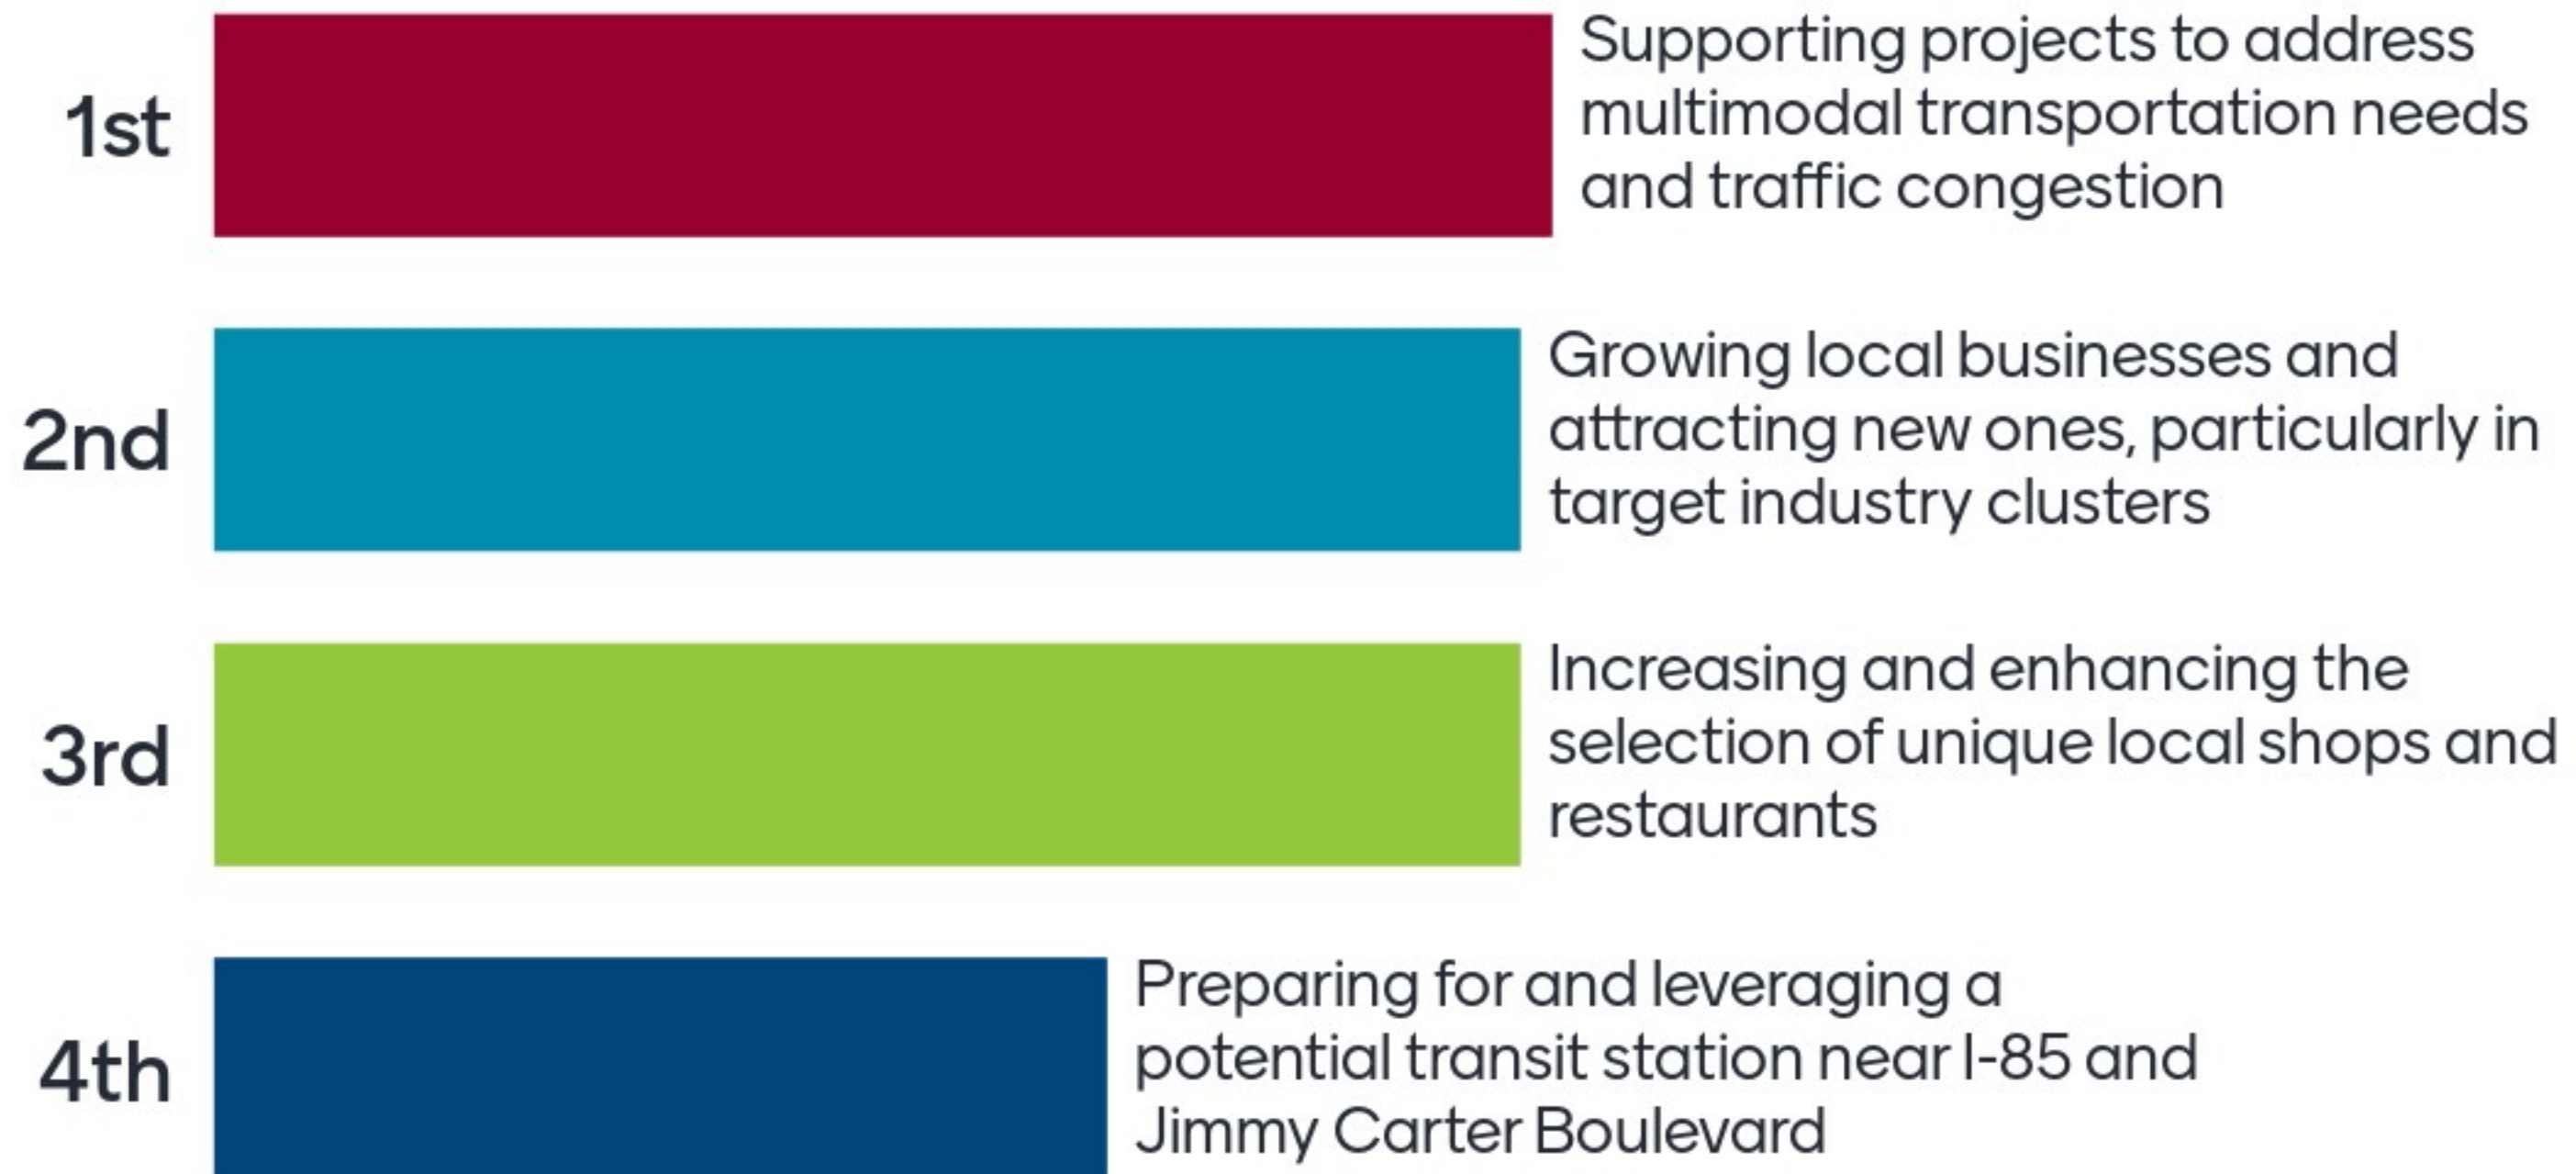 1st
Supporting projects to address
multimodal transportation needs
and traffic congestion
2nd
Growing local businesses and
attracting new ones, particularly in
target industry clusters
3rd
Increasing and enhancing the
selection of unique local shops and
restaurants
4th
Preparing for and leveraging a
potential transit station near I-85 and
Jimmy Carter Boulevard